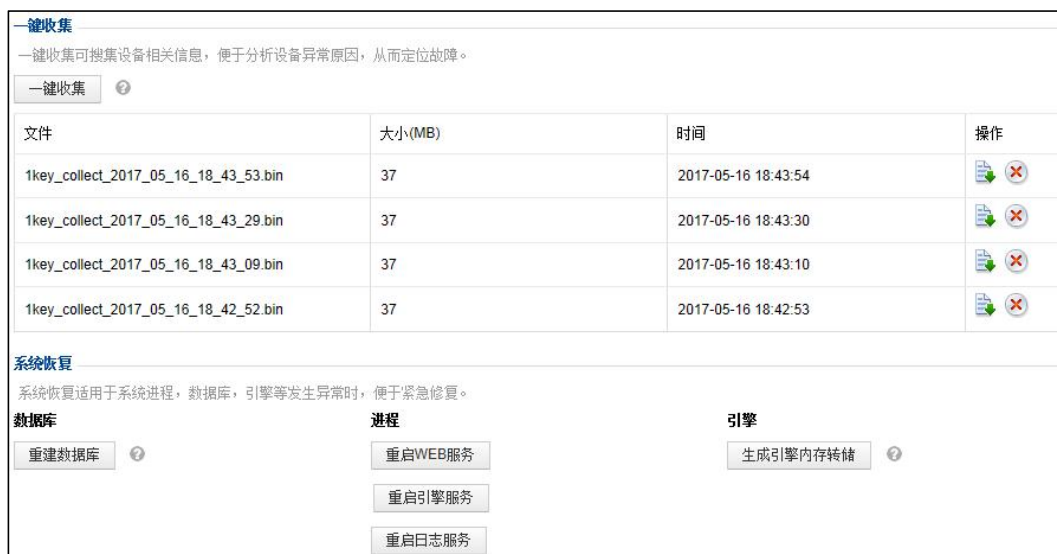 一键收集
一键收集可搜集设备相关信息，便于分析设备异常原因，从而定位故障。
一键收集
文件 大小(MB) 时间 操作
1key_collect_2017_05_16_18_43_53.bin 37 2017-05-16 18:43:54
1key_collect_2017_05_16_18_43_29.bin 37 2017-05-16 18:43:30
1key_collect_2017_05_16_18_43_09.bin 37 2017-05-16 18:43:10
1key_collect_2017_05_16_18_42_52.bin 37 2017-05-16 18:42:53
系统恢复
系统恢复适用于系统进程，数据库，引擎等发生异常时，便于紧急修复。
数据库 进程 引擎
重建数据库 重启WEB服务 生成引擎内存转储
重启引擎服务
重启日志服务